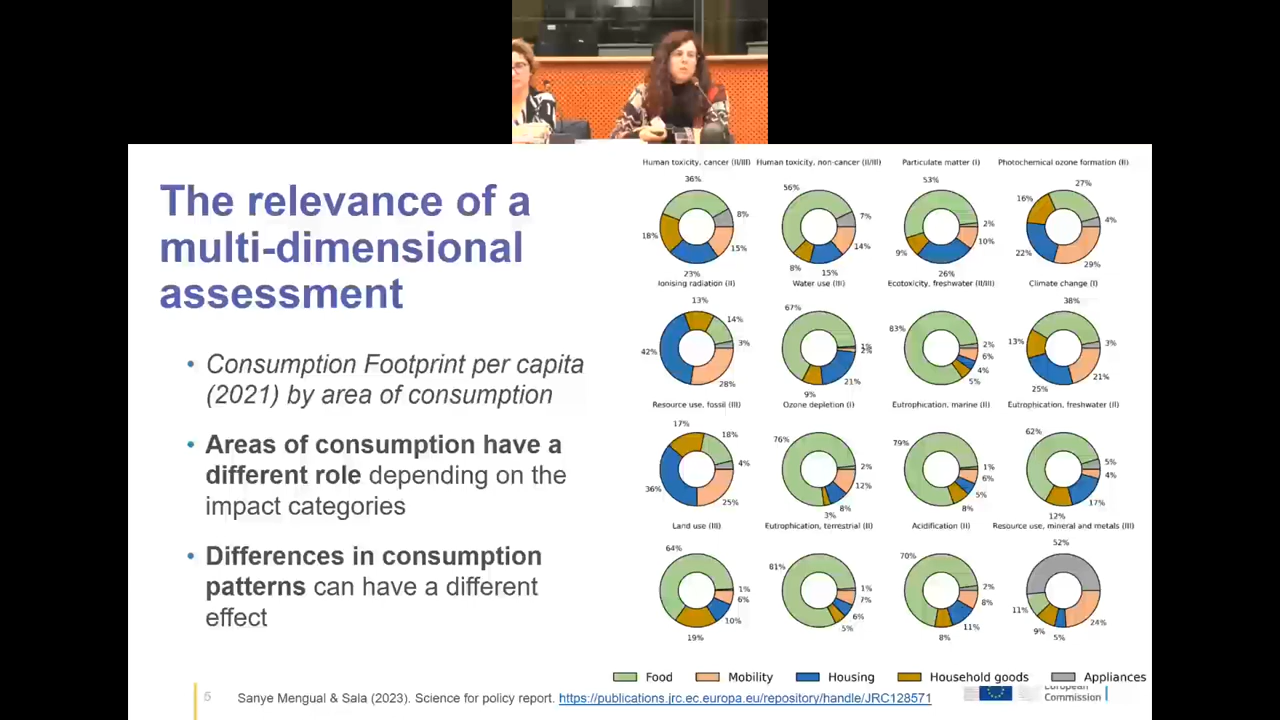 The relevance of a
multi-dimensional
assessment
• Consumption Footprint per capita
(2021) by area of consumption
• Areas of consumption have a
different role depending on the
impact categories
• Differences in consumption
patterns can have a different
effect
Human toxicity, cancer (II/III)
36%
8%
15%
23%
18%
Human toxicity, non-cancer (II/III)
56%
7%
14%
15%
8%
Particulate matter (I)
53%
2%
10%
26%
9%
Photochemical ozone formation (II)
27%
4%
29%
22%
16%
Ionising radiation (II)
13%
14%
3%
28%
42%
Water use (III)
67%
1%
2%
21%
9%
Ecotoxicity, freshwater (II/III)
83%
2%
6%
4%
5%
Climate change (I)
38%
3%
21%
25%
13%
Resource use, fossil (III)
17%
18%
4%
25%
36%
Ozone depletion (I)
76%
2%
12%
8%
3%
Eutrophication, marine (II)
79%
1%
6%
5%
8%
Eutrophication, freshwater (II)
62%
5%
4%
17%
12%
Land use (III)
64%
1%
6%
10%
19%
Eutrophication, terrestrial (II)
81%
1%
7%
6%
5%
Acidification (II)
70%
2%
8%
11%
8%
Resource use, mineral and metals (III)
52%
24%
5%
9%
11%
Food Mobility Housing Household goods Appliances
5
Sanye Mengual & Sala (2023). Science for policy report. https://publications.jrc.ec.europa.eu/repository/handle/JRC128571
European
Commission